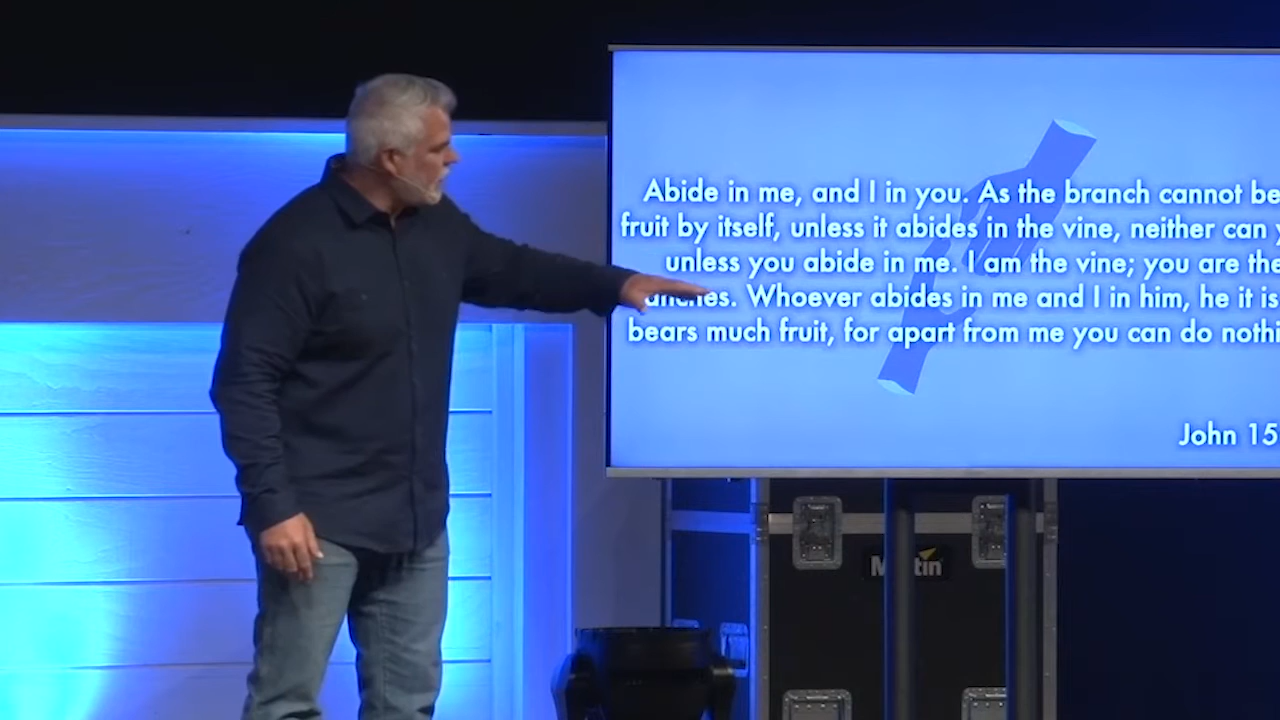 Abide in me, and I in you. As the branch cannot be
fruit by itself, unless it abides in the vine, neither can y
unless you abide in me. I am the vine; you are the
anches. Whoever abides in me and I in him, he it is
bears much fruit, for apart from me you can do nothi
John 15